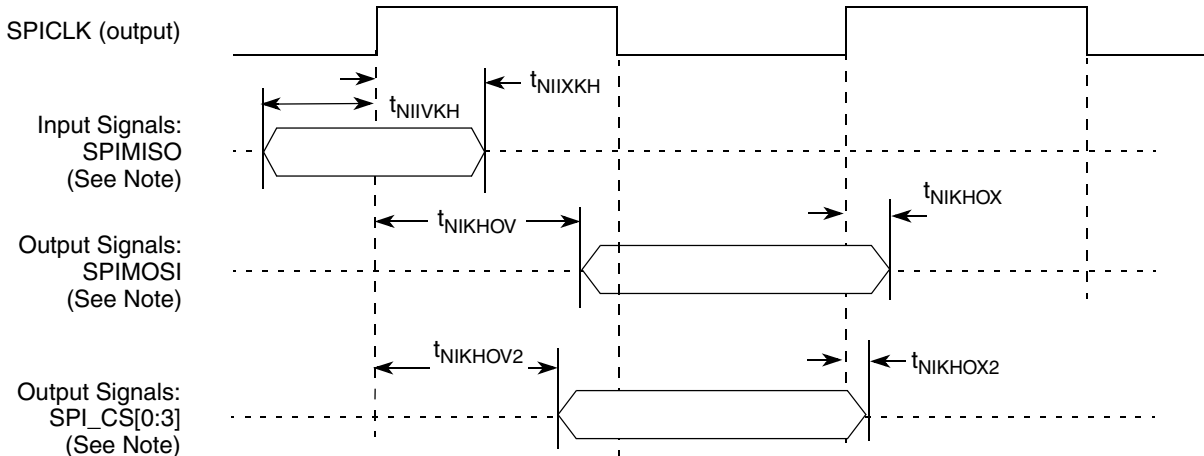 SPICLK (output)
tNIIXKH
tNIIVKH
Input Signals:
SPIMISO
(See Note)
tNIKHOX
tNIKHOV
Output Signals:
SPIMOSI
(See Note)
tNIKHOV2
tNIKHOX2
Output Signals:
SPI_CS[0:3]
(See Note)